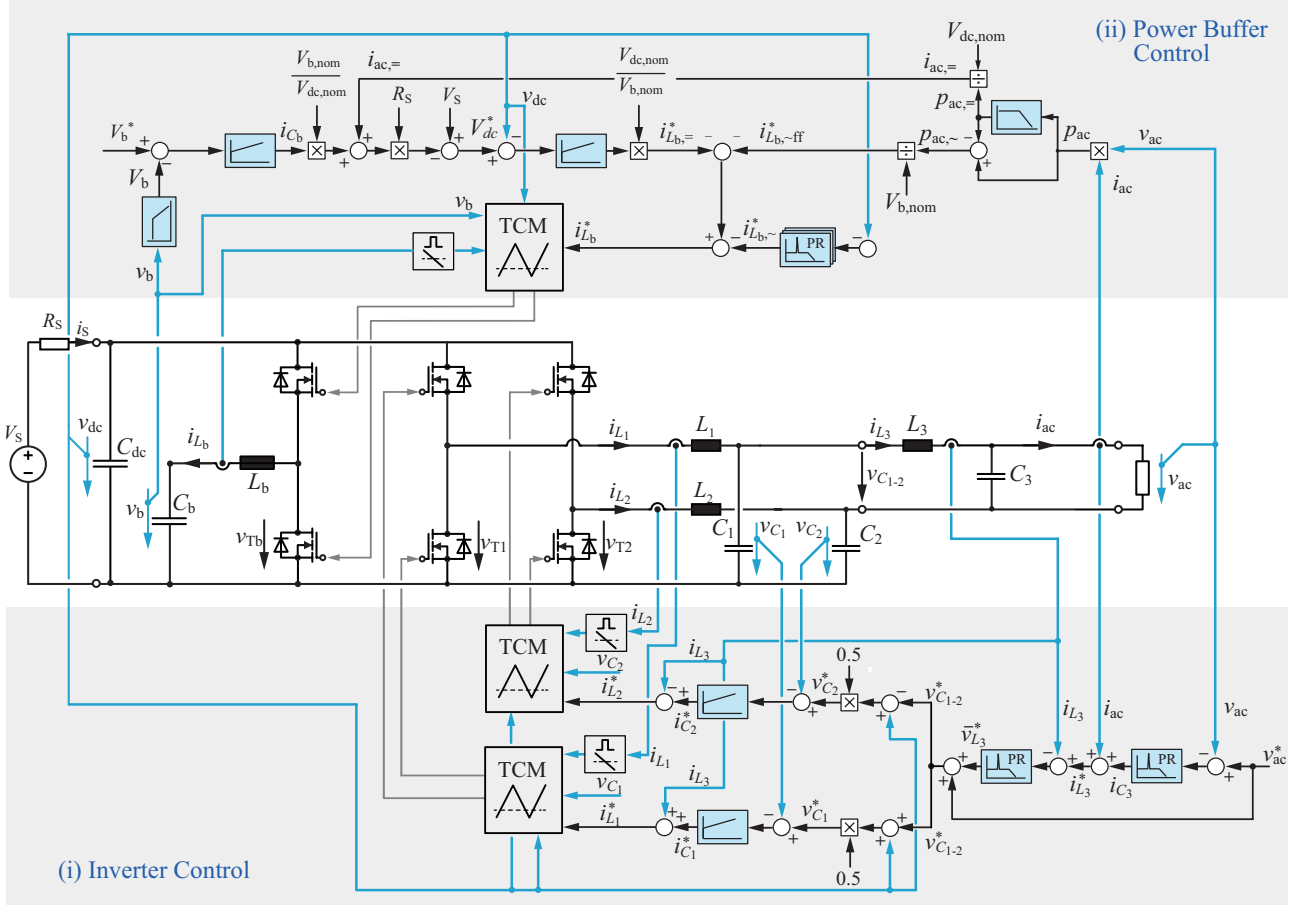 (ii) Power Buffer
Control
V_dc,nom
V_b,nom
V_dc,nom
i_ac,=
R_S
V_S
v_dc
V_dc,nom
V_b,nom
i_ac,=
÷
p_ac,=
p_ac
v_ac
V_b*
+
−
i_Cb
×
+
+
×
−
+
V_dc*
−
+
×
i*_Lb,=
−
−
i*_Lb,~ff
÷
p_ac,~
−
+
×
i_ac
V_b
V_b,nom
v_b
TCM
i*_Lb
+
−
i*_Lb,~
PR
−
v_b
R_S
i_S
V_S
+
−
v_dc
C_dc
i_Lb
L_b
v_b
C_b
v_Tb
v_T1
v_T2
i_L1
L_1
i_L3
L_3
i_ac
v_C1-2
C_3
v_ac
i_L2
L_2
C_1
v_C1
v_C2
C_2
i_L2
TCM
v_C2
i*_L2
i_L3
−
+
i*_C2
−
+
v*_C2
0.5
×
−
+
v*_C1-2
i_L3
i_ac
v_ac
i_L1
TCM
v_C1
i*_L1
i_L3
+
+
i*_C1
−
+
v*_C1
×
0.5
+
+
v*_C1-2
+
+
v̄*_L3
PR
−
+
i*_L3
+
+
i_C3
PR
−
+
v*_ac
(i) Inverter Control